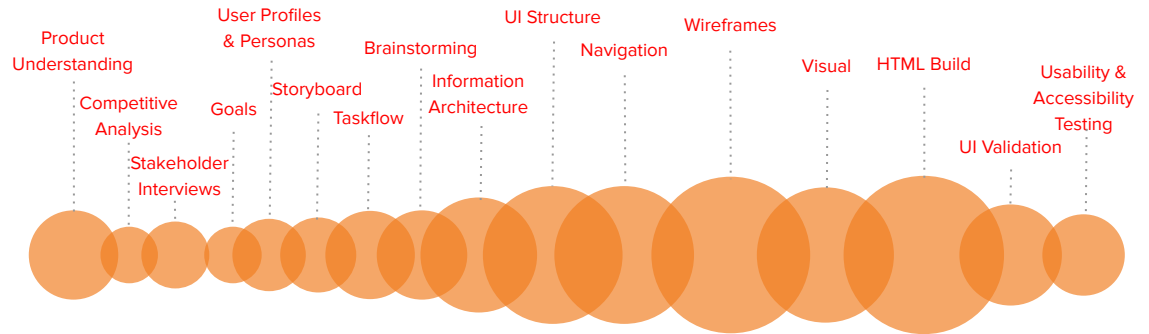 Product
Understanding
Competitive
Analysis
Stakeholder
Interviews
Goals
User Profiles
& Personas
Storyboard
Taskflow
Brainstorming
Information
Architecture
UI Structure
Navigation
Wireframes
Visual
HTML Build
UI Validation
Usability &
Accessibility
Testing